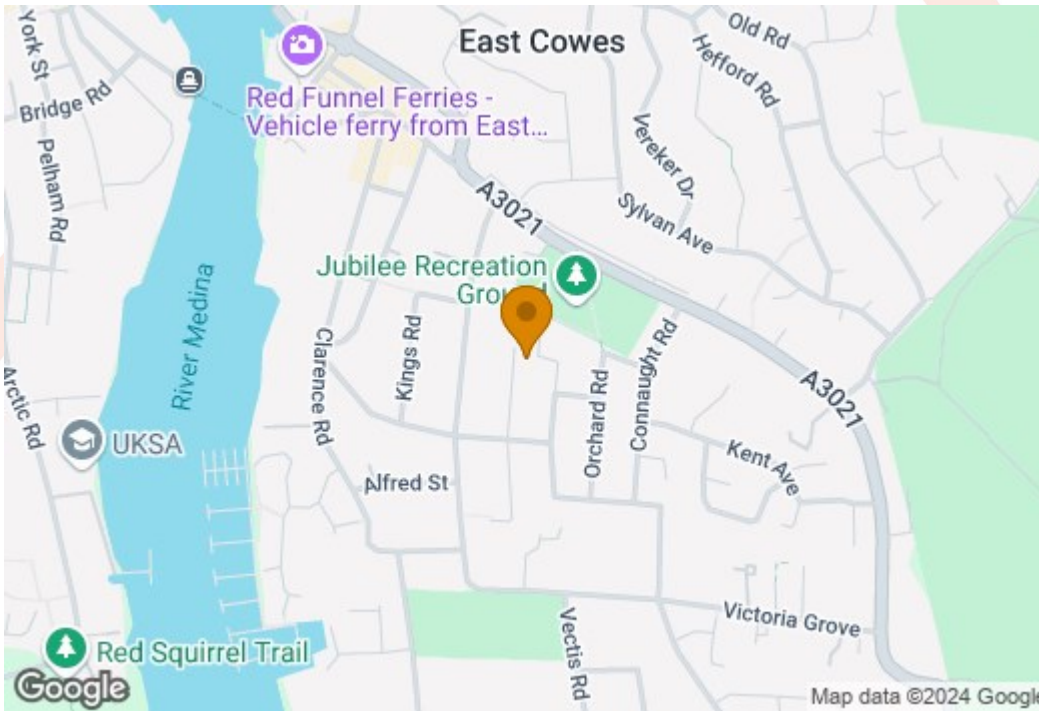 York St
Bridge Rd
Pelham Rd
East Cowes
Old Rd
Hefford Rd
Red Funnel Ferries -
Vehicle ferry from East...
Vereker Dr
A3021
Sylvan Ave
Jubilee Recreation
Ground
River Medina
Clarence Rd
Kings Rd
Connaught Rd
Orchard Rd
A3021
Arctic Rd
UKSA
Alfred St
Kent Ave
Victoria Grove
Vectis Rd
Red Squirrel Trail
Google
Map data ©2024 Google